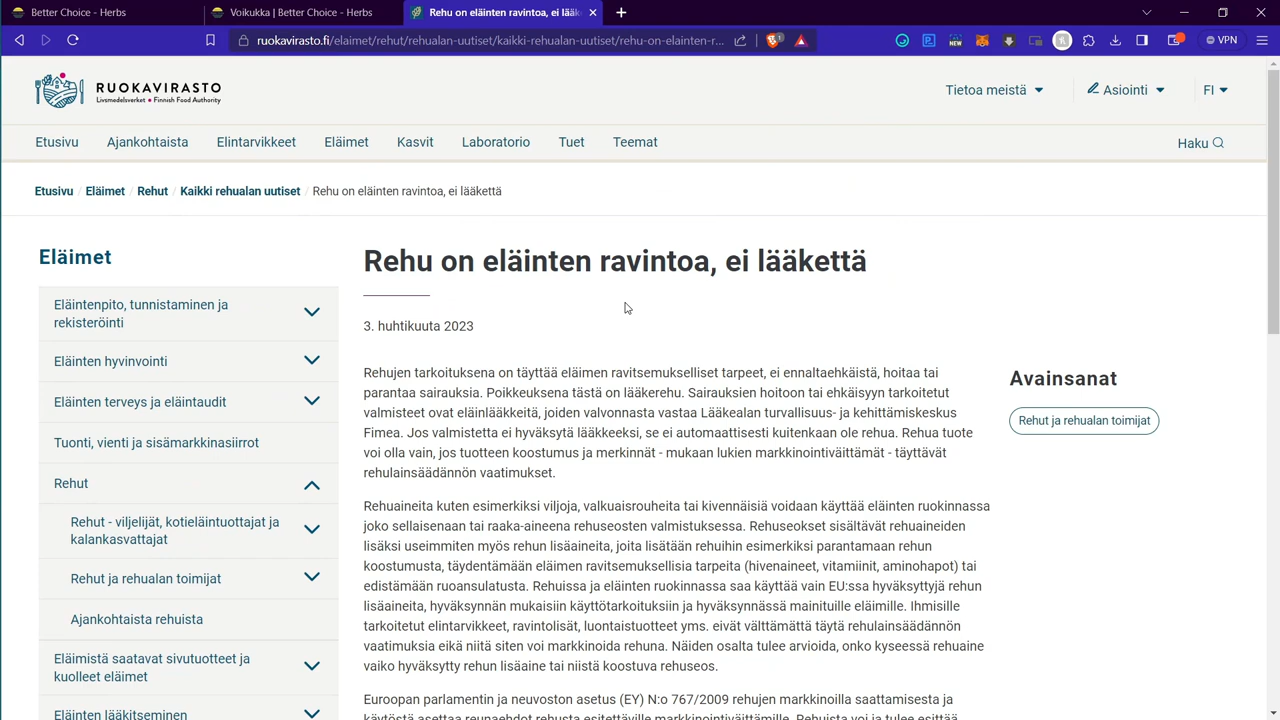 Better Choice - Herbs
Voikukka | Better Choice - Herbs
Rehu on eläinten ravintoa, ei lääk
ruokavirasto.fi/elaimet/rehut/rehualan-uutiset/kaikki-rehualan-uutiset/rehu-on-elainten-r...
1
NEW
VPN
RUOKAVIRASTO
Livsmedelsverket • Finnish Food Authority
Tietoa meistä
Asiointi
FI
Etusivu Ajankohtaista Elintarvikkeet Eläimet Kasvit Laboratorio Tuet Teemat
Haku
Etusivu / Eläimet / Rehut / Kaikki rehualan uutiset / Rehu on eläinten ravintoa, ei lääkettä
Eläimet
Eläintenpito, tunnistaminen ja
rekisteröinti
Eläinten hyvinvointi
Eläinten terveys ja eläintaudit
Tuonti, vienti ja sisämarkkinasiirrot
Rehut
Rehut - viljelijät, kotieläintuottajat ja
kalankasvattajat
Rehut ja rehualan toimijat
Ajankohtaista rehuista
Eläimistä saatavat sivutuotteet ja
kuolleet eläimet
Eläinten lääkitseminen
Rehu on eläinten ravintoa, ei lääkettä
3. huhtikuuta 2023
Rehujen tarkoituksena on täyttää eläimen ravitsemukselliset tarpeet, ei ennaltaehkäistä, hoitaa tai
parantaa sairauksia. Poikkeuksena tästä on lääkerehu. Sairauksien hoitoon tai ehkäisyyn tarkoitetut
valmisteet ovat eläinlääkkeitä, joiden valvonnasta vastaa Lääkealan turvallisuus- ja kehittämiskeskus
Fimea. Jos valmistetta ei hyväksytä lääkkeeksi, se ei automaattisesti kuitenkaan ole rehua. Rehua tuote
voi olla vain, jos tuotteen koostumus ja merkinnät - mukaan lukien markkinointiväittämät - täyttävät
rehulainsäädännön vaatimukset.
Rehuaineita kuten esimerkiksi viljoja, valkuaisrouheita tai kivennäisiä voidaan käyttää eläinten ruokinnassa
joko sellaisenaan tai raaka-aineena rehuseosten valmistuksessa. Rehuseokset sisältävät rehuaineiden
lisäksi useimmiten myös rehun lisäaineita, joita lisätään rehuihin esimerkiksi parantamaan rehun
koostumusta, täydentämään eläimen ravitsemuksellisia tarpeita (hivenaineet, vitamiinit, aminohapot) tai
edistämään ruoansulatusta. Rehuissa ja eläinten ruokinnassa saa käyttää vain EU:ssa hyväksyttyjä rehun
lisäaineita, hyväksynnän mukaisiin käyttötarkoituksiin ja hyväksynnässä mainituille eläimille. Ihmisille
tarkoitetut elintarvikkeet, ravintolisät, luontaistuotteet yms. eivät välttämättä täytä rehulainsäädännön
vaatimuksia eikä niitä siten voi markkinoida rehuna. Näiden osalta tulee arvioida, onko kyseessä rehuaine
vaiko hyväksytty rehun lisäaine tai niistä koostuva rehuseos.
Euroopan parlamentin ja neuvoston asetus (EY) N:o 767/2009 rehujen markkinoilla saattamisesta ja
käytöstä asettaa reunaehdot rehusta esitettäville markkinointiväittämille. Rehuista voi ja tulee esittää
Avainsanat
Rehut ja rehualan toimijat